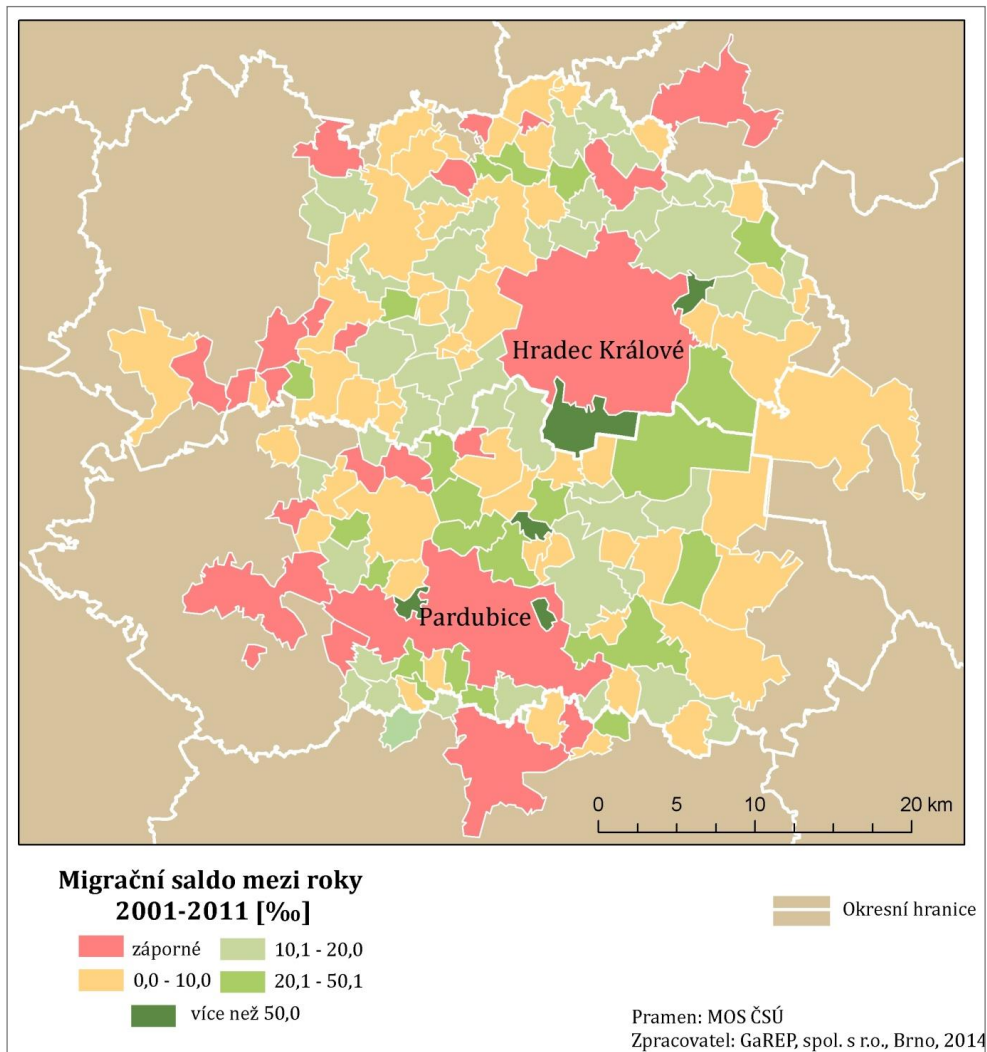 Hradec Králové
Pardubice
0 5 10 20 km
Migrační saldo mezi roky
2001-2011 [‰]
záporné
10,1 - 20,0
0,0 - 10,0
20,1 - 50,1
více než 50,0
Okresní hranice
Pramen: MOS ČSÚ
Zpracovatel: GaREP, spol. s r.o., Brno, 2014